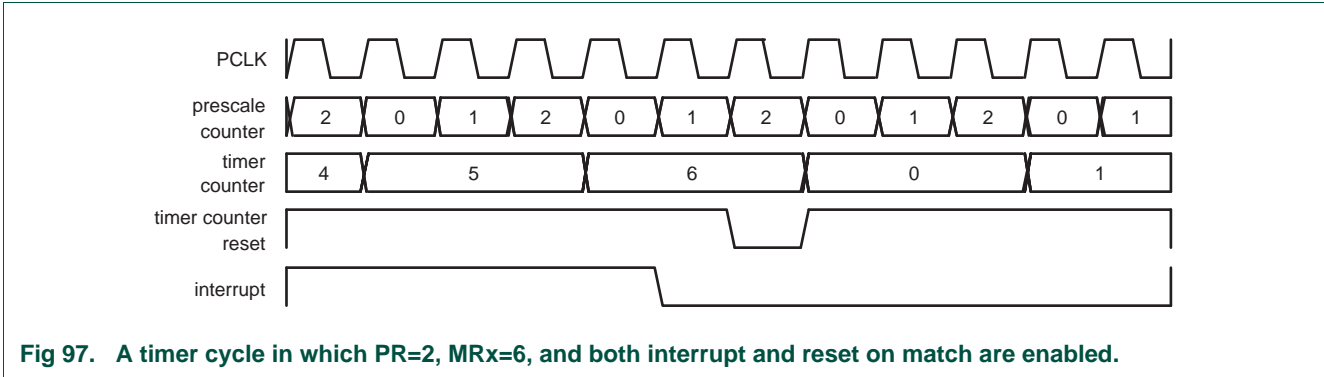 PCLK
prescale
counter
2 0 1 2 0 1 2 0 1 2 0 1
timer
counter
4 5 6 0 1
timer counter
reset
interrupt
Fig 97. A timer cycle in which PR=2, MRx=6, and both interrupt and reset on match are enabled.